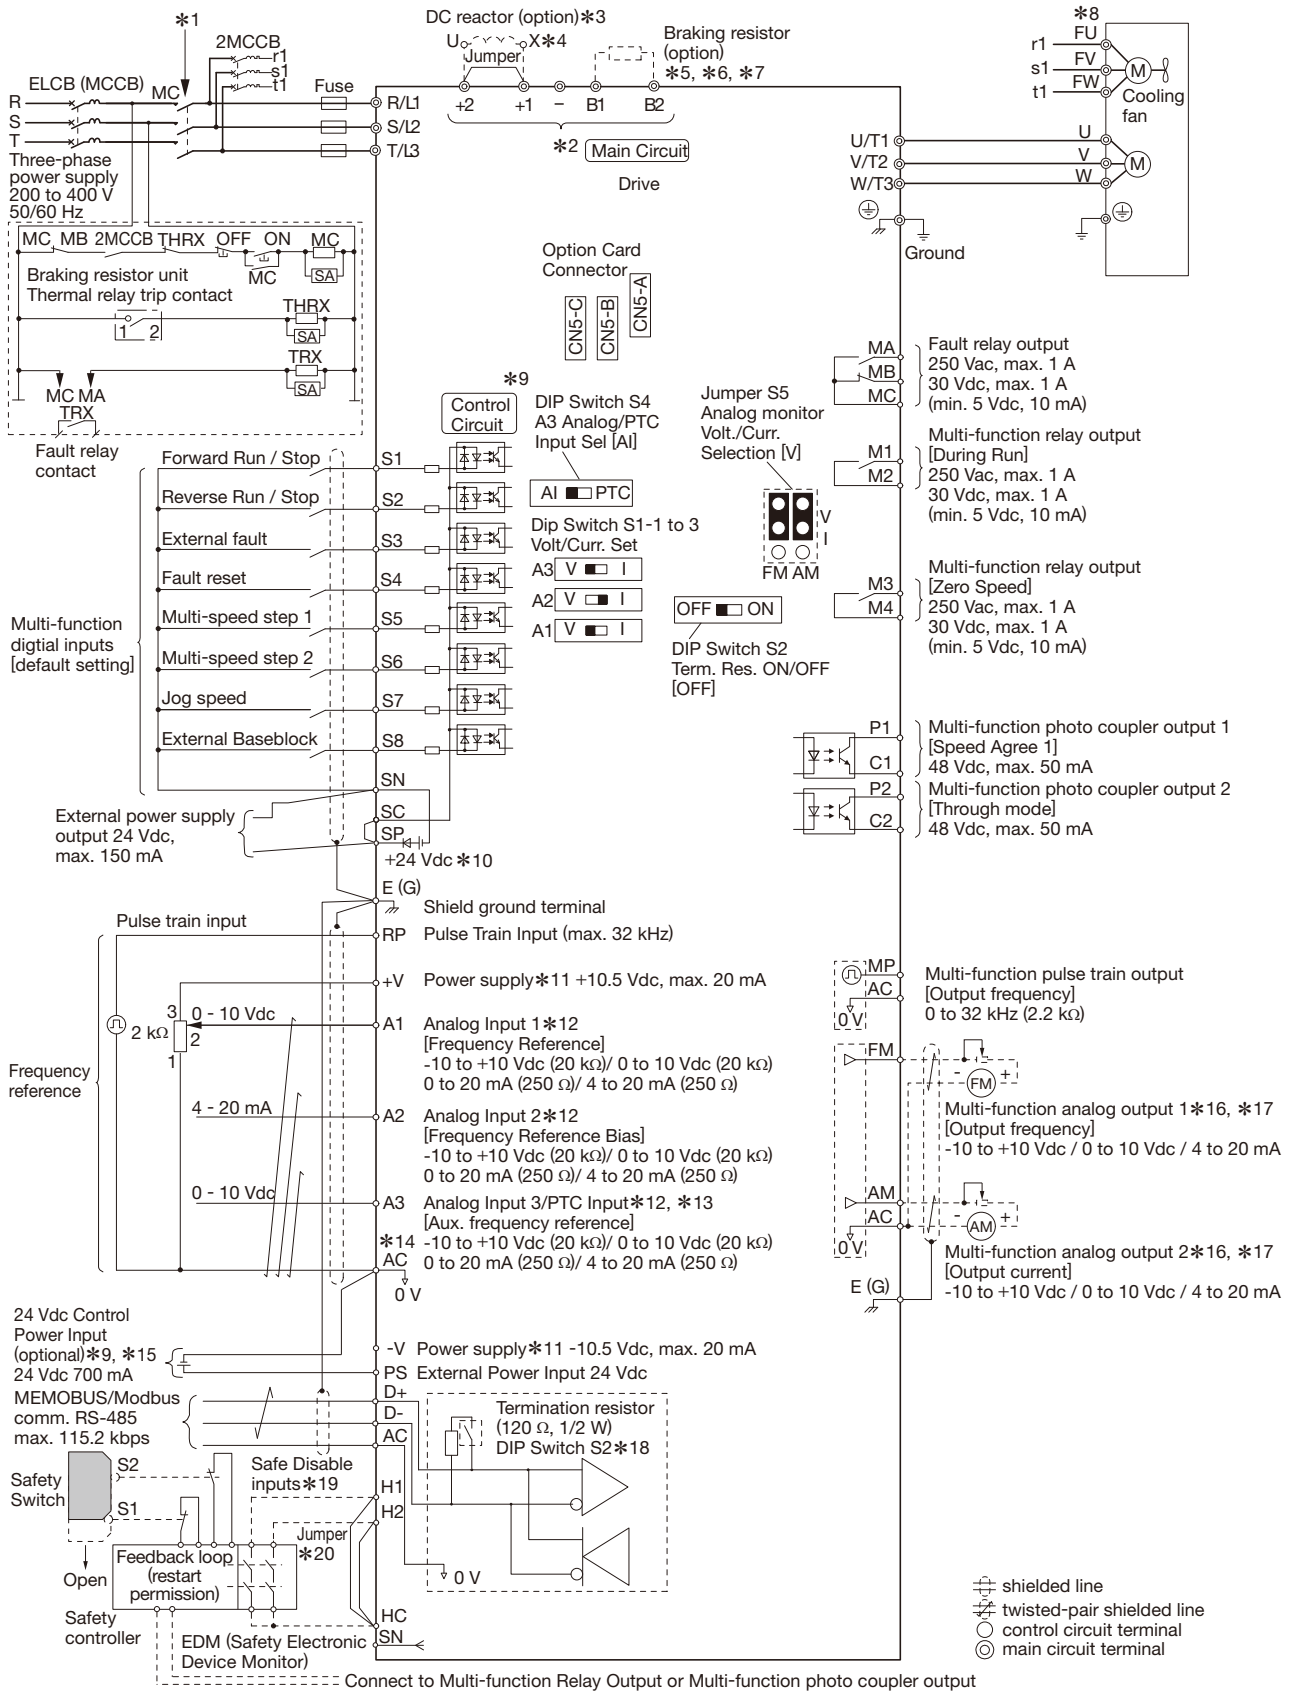 ∗1
DC reactor (option)∗3
U X∗4
Jumper
Braking resistor
(option)
∗5, ∗6, ∗7
+2 +1 − B1 B2
∗2 Main Circuit
Drive
2MCCB
r1
s1
t1
ELCB (MCCB)
MC
Fuse
R
S
T
R/L1
S/L2
T/L3
Three-phase
power supply
200 to 400 V
50/60 Hz
∗8
r1 FU
s1 FV
t1 FW
M
Cooling
fan
U/T1 U
V/T2 V
W/T3 W
M
Ground
MC MB 2MCCB THRX OFF ON MC
MC SA
Braking resistor unit
Thermal relay trip contact
1 2
THRX
SA
TRX
SA
MC MA
TRX
Fault relay
contact
Option Card
Connector
CN5-C
CN5-B
CN5-A
∗9
Control
Circuit
DIP Switch S4
A3 Analog/PTC
Input Sel [AI]
AI PTC
Dip Switch S1-1 to 3
Volt/Curr. Set
A3 V I
A2 V I
A1 V I
Jumper S5
Analog monitor
Volt./Curr.
Selection [V]
V
I
FM AM
OFF ON
DIP Switch S2
Term. Res. ON/OFF
[OFF]
MA
MB
MC
Fault relay output
250 Vac, max. 1 A
30 Vdc, max. 1 A
(min. 5 Vdc, 10 mA)
M1
M2
Multi-function relay output
[During Run]
250 Vac, max. 1 A
30 Vdc, max. 1 A
(min. 5 Vdc, 10 mA)
M3
M4
Multi-function relay output
[Zero Speed]
250 Vac, max. 1 A
30 Vdc, max. 1 A
(min. 5 Vdc, 10 mA)
P1
C1
Multi-function photo coupler output 1
[Speed Agree 1]
48 Vdc, max. 50 mA
P2
C2
Multi-function photo coupler output 2
[Through mode]
48 Vdc, max. 50 mA
Multi-function
digtial inputs
[default setting]
Forward Run / Stop S1
Reverse Run / Stop S2
External fault S3
Fault reset S4
Multi-speed step 1 S5
Multi-speed step 2 S6
Jog speed S7
External Baseblock S8
SN
SC
SP
External power supply
output 24 Vdc,
max. 150 mA
+24 Vdc ∗10
E (G)
Shield ground terminal
Pulse train input
RP Pulse Train Input (max. 32 kHz)
+V Power supply∗11 +10.5 Vdc, max. 20 mA
Frequency
reference
2 kΩ
3
2
1
0 - 10 Vdc
A1 Analog Input 1∗12
[Frequency Reference]
-10 to +10 Vdc (20 kΩ)/ 0 to 10 Vdc (20 kΩ)
0 to 20 mA (250 Ω)/ 4 to 20 mA (250 Ω)
4 - 20 mA
A2 Analog Input 2∗12
[Frequency Reference Bias]
-10 to +10 Vdc (20 kΩ)/ 0 to 10 Vdc (20 kΩ)
0 to 20 mA (250 Ω)/ 4 to 20 mA (250 Ω)
0 - 10 Vdc
A3 Analog Input 3/PTC Input∗12, ∗13
[Aux. frequency reference]
-10 to +10 Vdc (20 kΩ)/ 0 to 10 Vdc (20 kΩ)
0 to 20 mA (250 Ω)/ 4 to 20 mA (250 Ω)
∗14
AC
0 V
MP
AC
0 V
Multi-function pulse train output
[Output frequency]
0 to 32 kHz (2.2 kΩ)
FM
- FM +
Multi-function analog output 1∗16, ∗17
[Output frequency]
-10 to +10 Vdc / 0 to 10 Vdc / 4 to 20 mA
AM
AC
0 V
- AM +
Multi-function analog output 2∗16, ∗17
[Output current]
-10 to +10 Vdc / 0 to 10 Vdc / 4 to 20 mA
E (G)
24 Vdc Control
Power Input
(optional)∗9, ∗15
24 Vdc 700 mA
-V Power supply∗11 -10.5 Vdc, max. 20 mA
PS External Power Input 24 Vdc
MEMOBUS/Modbus
comm. RS-485
max. 115.2 kbps
D+
D-
AC
Termination resistor
(120 Ω, 1/2 W)
DIP Switch S2∗18
0 V
Safety
Switch
S2
S1
Open
Safe Disable
inputs∗19
H1
H2
Jumper
∗20
Feedback loop
(restart
permission)
Safety
controller
HC
SN
EDM (Safety Electronic
Device Monitor)
Connect to Multi-function Relay Output or Multi-function photo coupler output
shielded line
twisted-pair shielded line
control circuit terminal
main circuit terminal